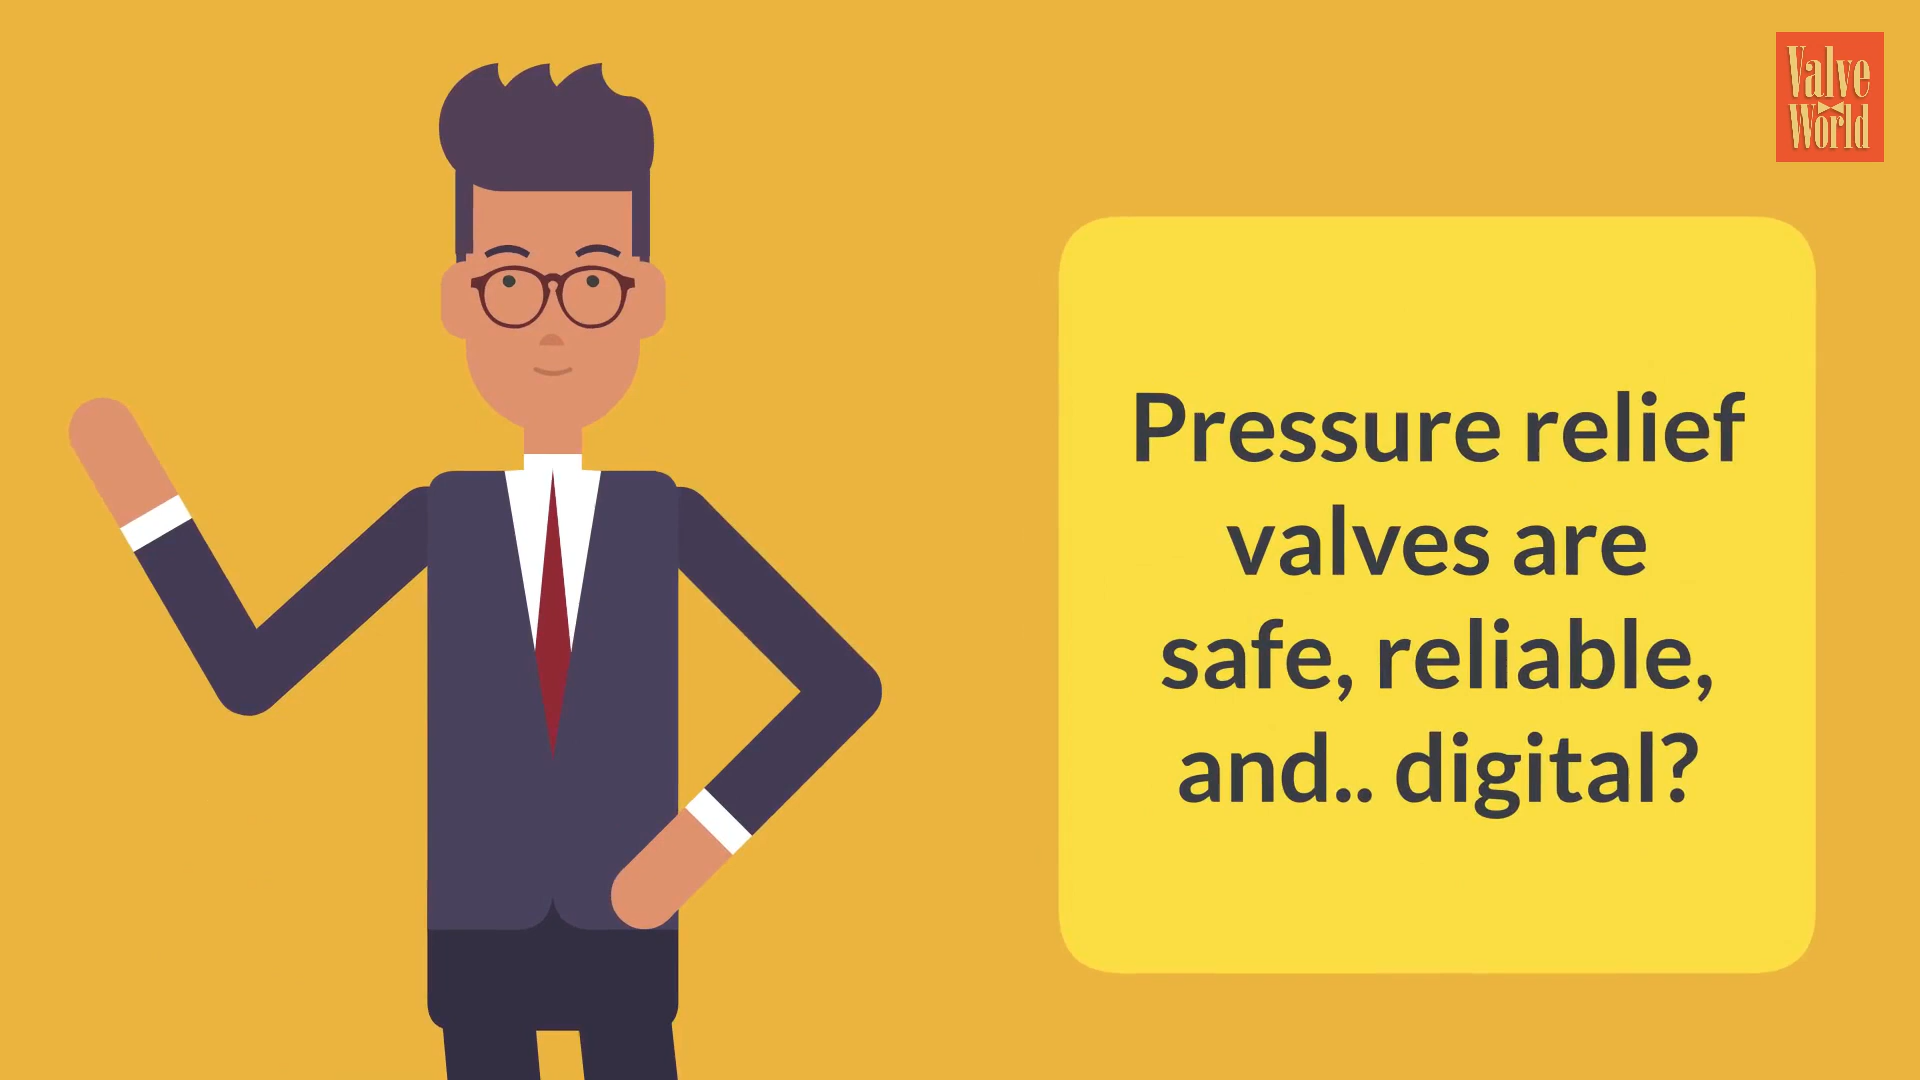 Valve
World
Pressure relief
valves are
safe, reliable,
and.. digital?